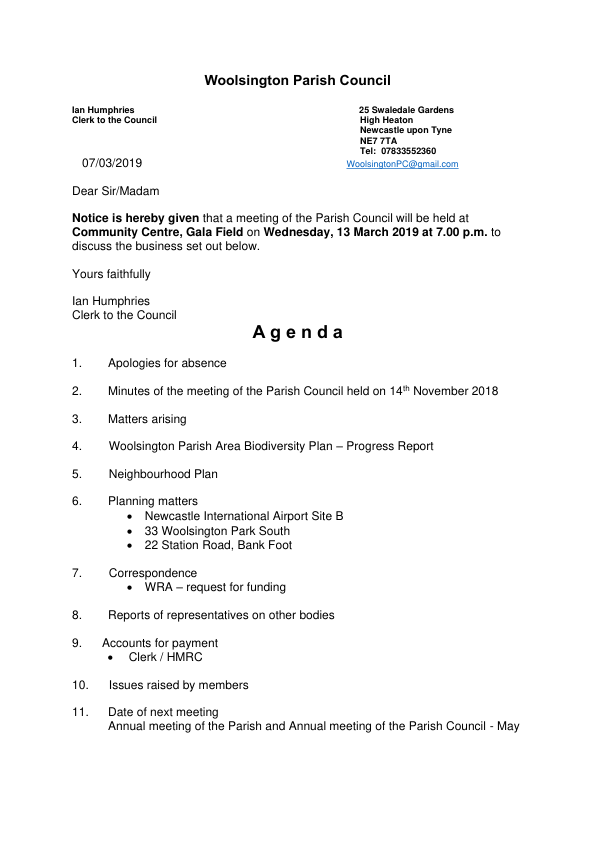 Woolsington Parish Council
Ian Humphries
Clerk to the Council
25 Swaledale Gardens
High Heaton
Newcastle upon Tyne
NE7 7TA
Tel: 07833552360
07/03/2019
WoolsingtonPC@gmail.com
Dear Sir/Madam
Notice is hereby given that a meeting of the Parish Council will be held at
Community Centre, Gala Field on Wednesday, 13 March 2019 at 7.00 p.m. to
discuss the business set out below.
Yours faithfully
Ian Humphries
Clerk to the Council
A g e n d a
1. Apologies for absence
2. Minutes of the meeting of the Parish Council held on 14th November 2018
3. Matters arising
4. Woolsington Parish Area Biodiversity Plan – Progress Report
5. Neighbourhood Plan
6. Planning matters
• Newcastle International Airport Site B
• 33 Woolsington Park South
• 22 Station Road, Bank Foot
7. Correspondence
• WRA – request for funding
8. Reports of representatives on other bodies
9. Accounts for payment
• Clerk / HMRC
10. Issues raised by members
11. Date of next meeting
Annual meeting of the Parish and Annual meeting of the Parish Council - May